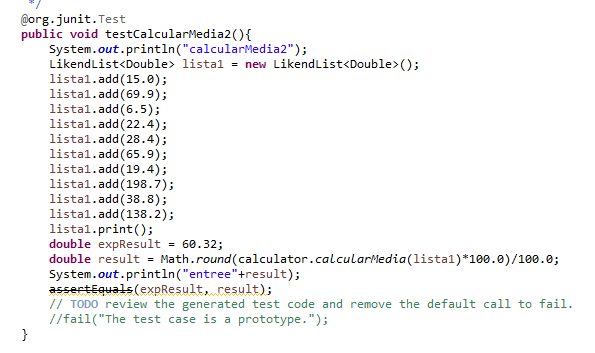 */
@org.junit.Test
public void testCalcularMedia2(){
System.out.println("calcularMedia2");
LikendList<Double> lista1 = new LikendList<Double>();
lista1.add(15.0);
lista1.add(69.9);
lista1.add(6.5);
lista1.add(22.4);
lista1.add(28.4);
lista1.add(65.9);
lista1.add(19.4);
lista1.add(198.7);
lista1.add(38.8);
lista1.add(138.2);
lista1.print();
double expResult = 60.32;
double result = Math.round(calculator.calcularMedia(lista1)*100.0)/100.0;
System.out.println("entree"+result);
assertEquals(expResult, result);
// TODO review the generated test code and remove the default call to fail.
//fail("The test case is a prototype.");
}